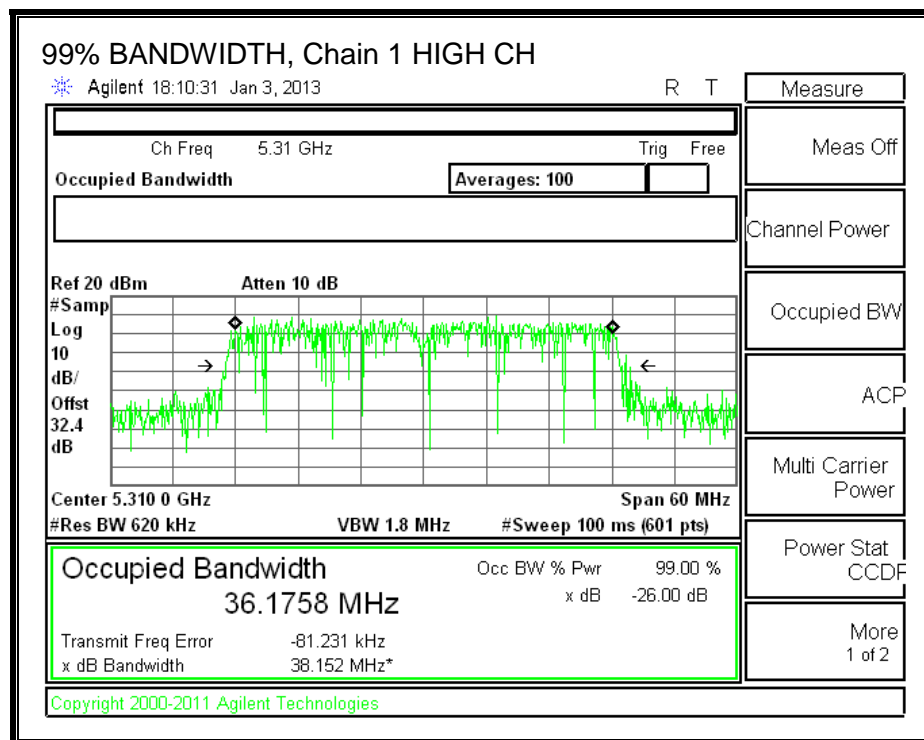 99% BANDWIDTH, Chain 1 HIGH CH
Agilent 18:10:31 Jan 3, 2013 R T
Measure
Ch Freq 5.31 GHz Trig Free
Meas Off
Occupied Bandwidth Averages: 100
Channel Power
Ref 20 dBm Atten 10 dB
#Samp
Log
10
dB/
Offst
32.4
dB
Occupied BW
ACP
Center 5.310 0 GHz Span 60 MHz
#Res BW 620 kHz VBW 1.8 MHz #Sweep 100 ms (601 pts)
Multi Carrier
Power
Occupied Bandwidth Occ BW % Pwr 99.00 %
36.1758 MHz x dB -26.00 dB
Power Stat
CCDF
Transmit Freq Error -81.231 kHz
x dB Bandwidth 38.152 MHz*
More
1 of 2
Copyright 2000-2011 Agilent Technologies